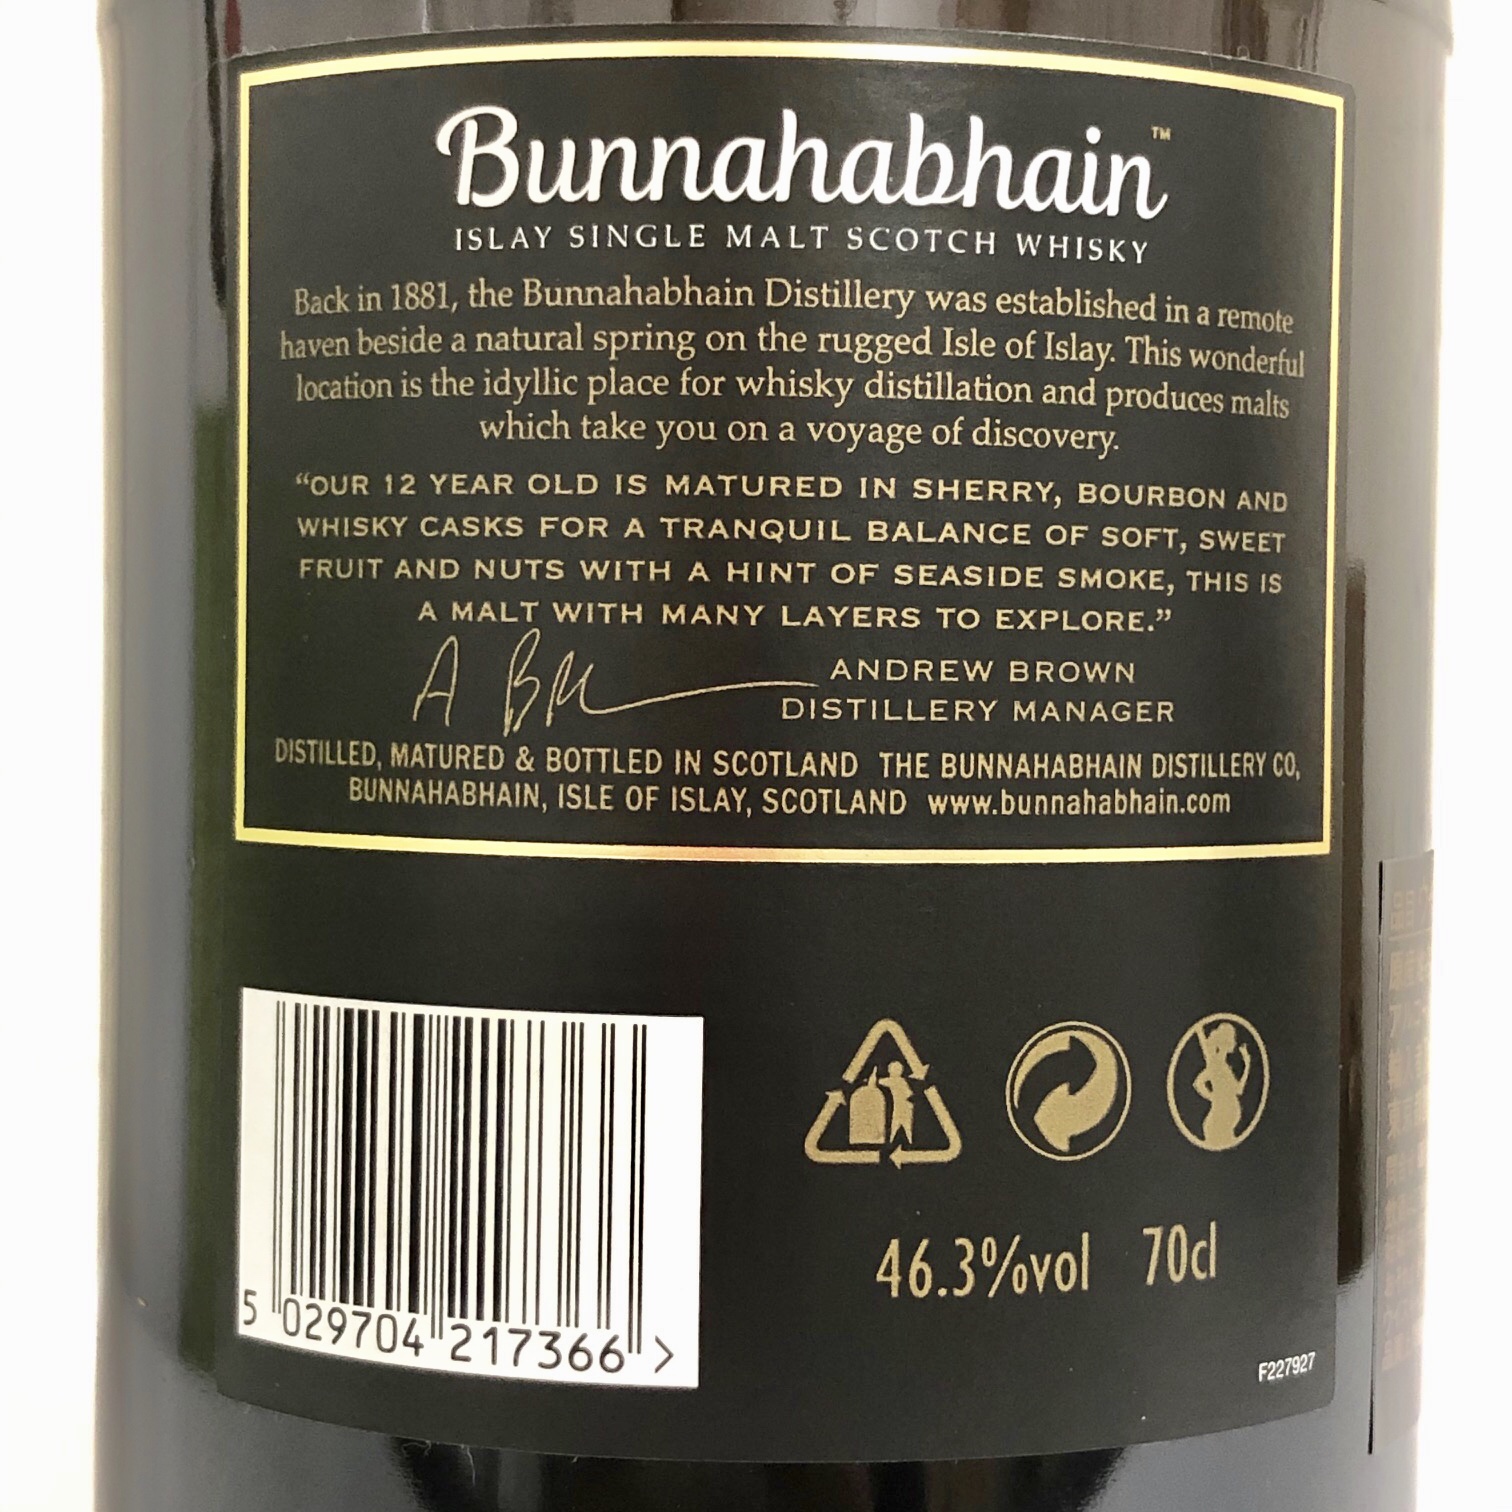 Bunnahabhain™
ISLAY SINGLE MALT SCOTCH WHISKY
Back in 1881, the Bunnahabhain Distillery was established in a remote
haven beside a natural spring on the rugged Isle of Islay. This wonderful
location is the idyllic place for whisky distillation and produces malts
which take you on a voyage of discovery.
“OUR 12 YEAR OLD IS MATURED IN SHERRY, BOURBON AND
WHISKY CASKS FOR A TRANQUIL BALANCE OF SOFT, SWEET
FRUIT AND NUTS WITH A HINT OF SEASIDE SMOKE, THIS IS
A MALT WITH MANY LAYERS TO EXPLORE.”
ANDREW BROWN
DISTILLERY MANAGER
DISTILLED, MATURED & BOTTLED IN SCOTLAND THE BUNNAHABHAIN DISTILLERY CO,
BUNNAHABHAIN, ISLE OF ISLAY, SCOTLAND www.bunnahabhain.com
46.3%vol 70cl
5 029704 217366 >
F227927